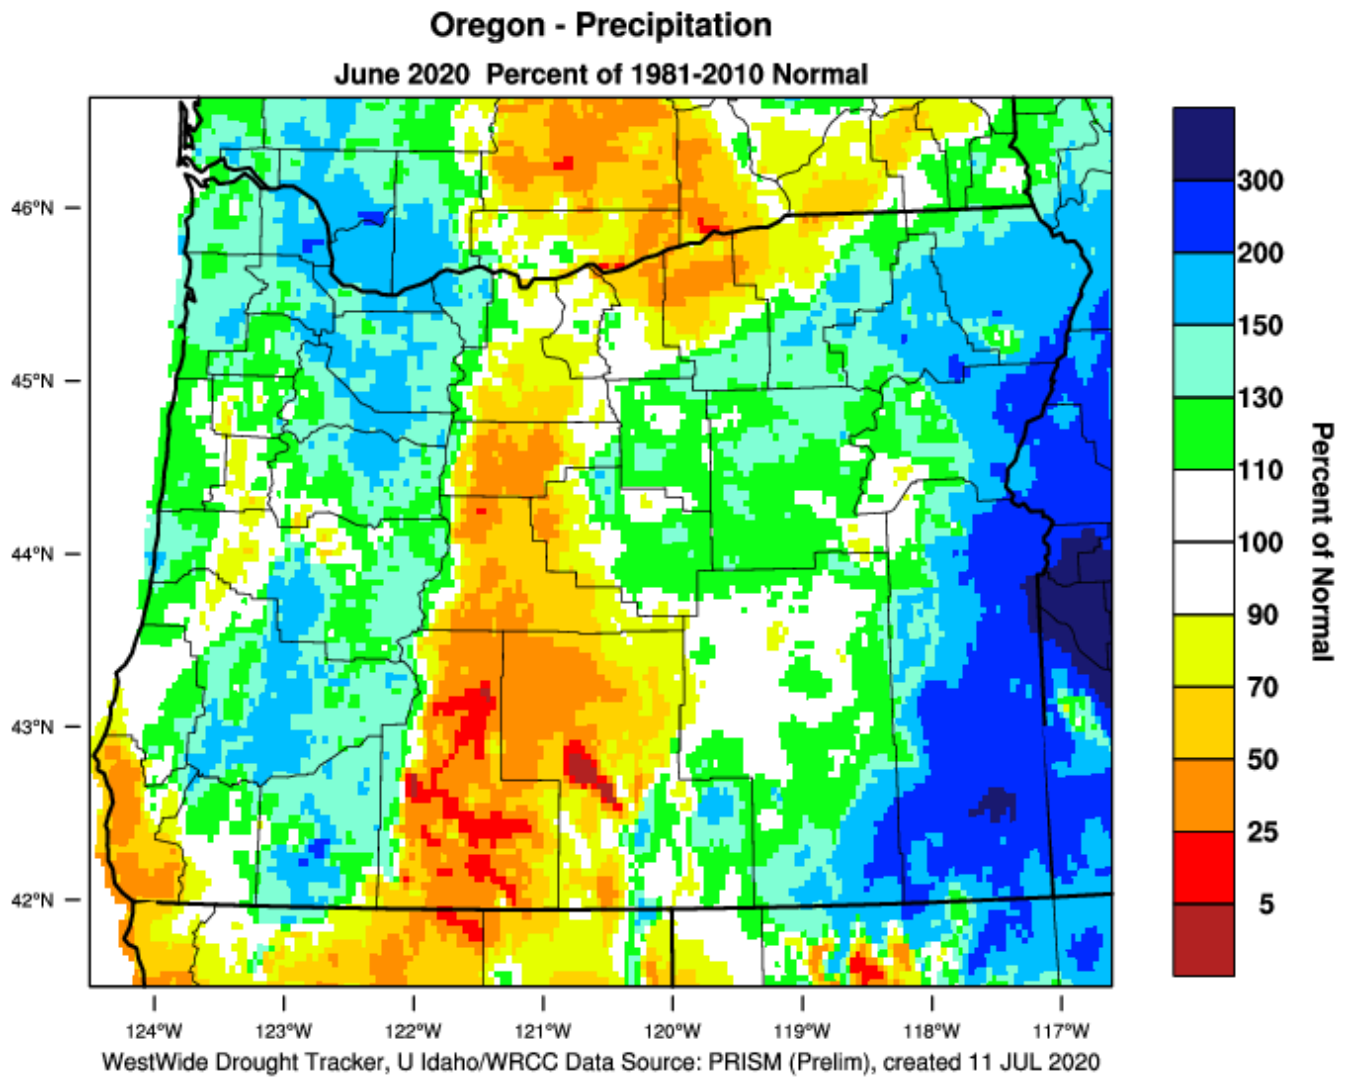 Oregon - Precipitation
June 2020 Percent of 1981-2010 Normal
46°N
45°N
44°N
43°N
42°N
124°W
123°W
122°W
121°W
120°W
119°W
118°W
117°W
300
200
150
130
110
100
90
70
50
25
5
Percent of Normal
WestWide Drought Tracker, U Idaho/WRCC Data Source: PRISM (Prelim), created 11 JUL 2020